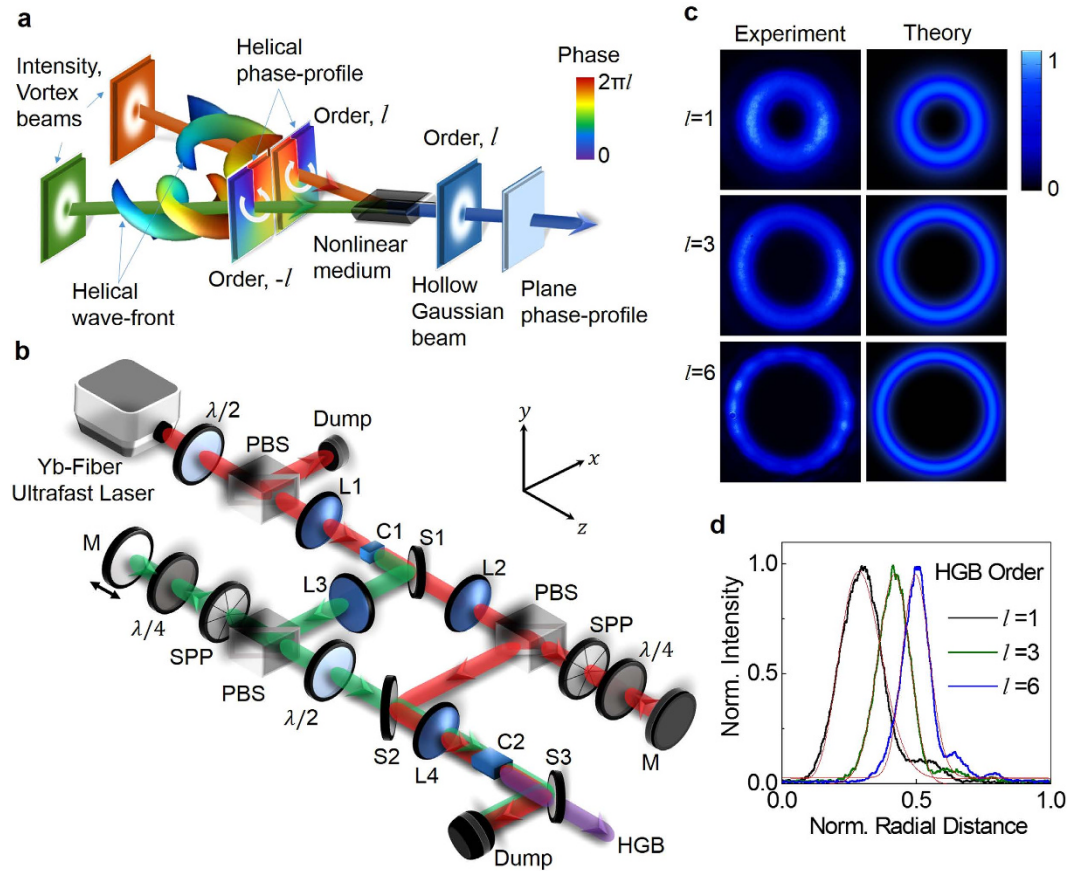 a
Intensity,
Vortex
beams
Helical
phase-profile
Order, l
Phase
2πl
0
Order, l
Order, -l
Nonlinear
medium
Helical
wave-front
Hollow
Gaussian
beam
Plane
phase-profile
b
Yb-Fiber
Ultrafast Laser
λ/2
PBS
Dump
L1
C1
S1
L2
PBS
SPP
λ/4
M
M
λ/4
SPP
PBS
L3
λ/2
S2
L4
C2
S3
Dump
HGB
y
x
z
c
Experiment
Theory
1
0
l=1
l=3
l=6
d
1.0
0.5
0.0
Norm. Intensity
HGB Order
l =1
l =3
l =6
0.0 0.5 1.0
Norm. Radial Distance